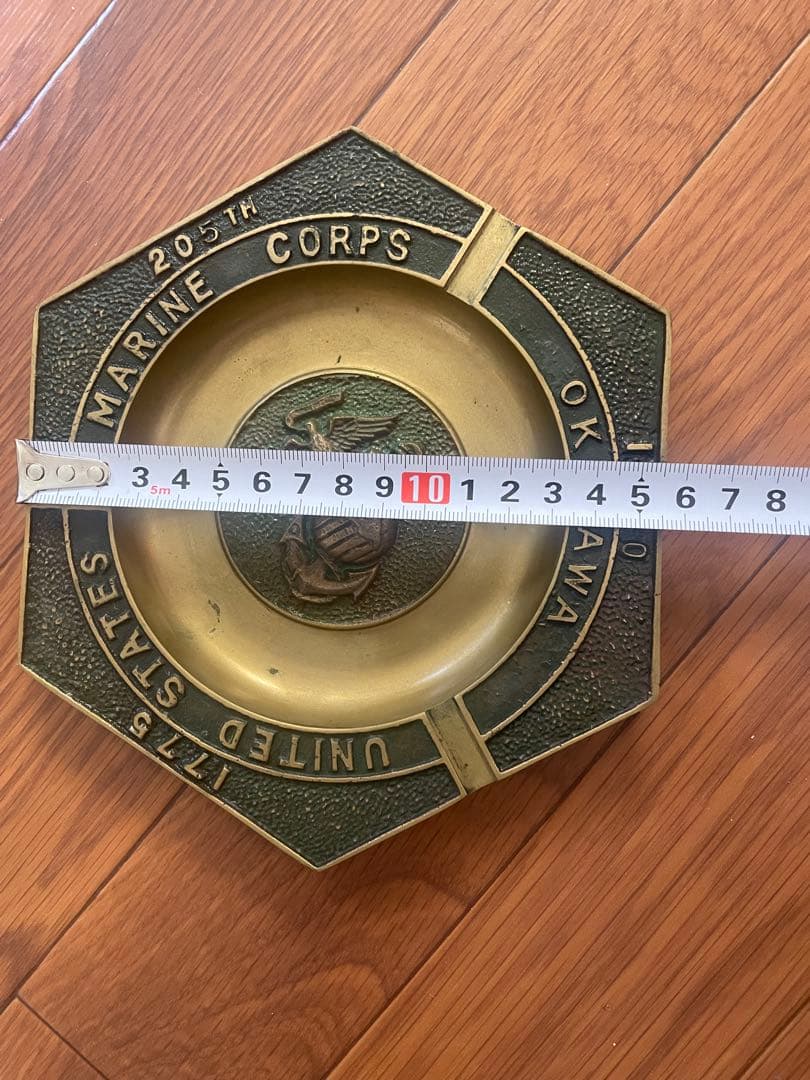 205TH
MARINE CORPS
OK
AWA
UNITED STATES
1775
3 4 5 6 7 8 9 10 1 2 3 4 5 6 7 8
5m